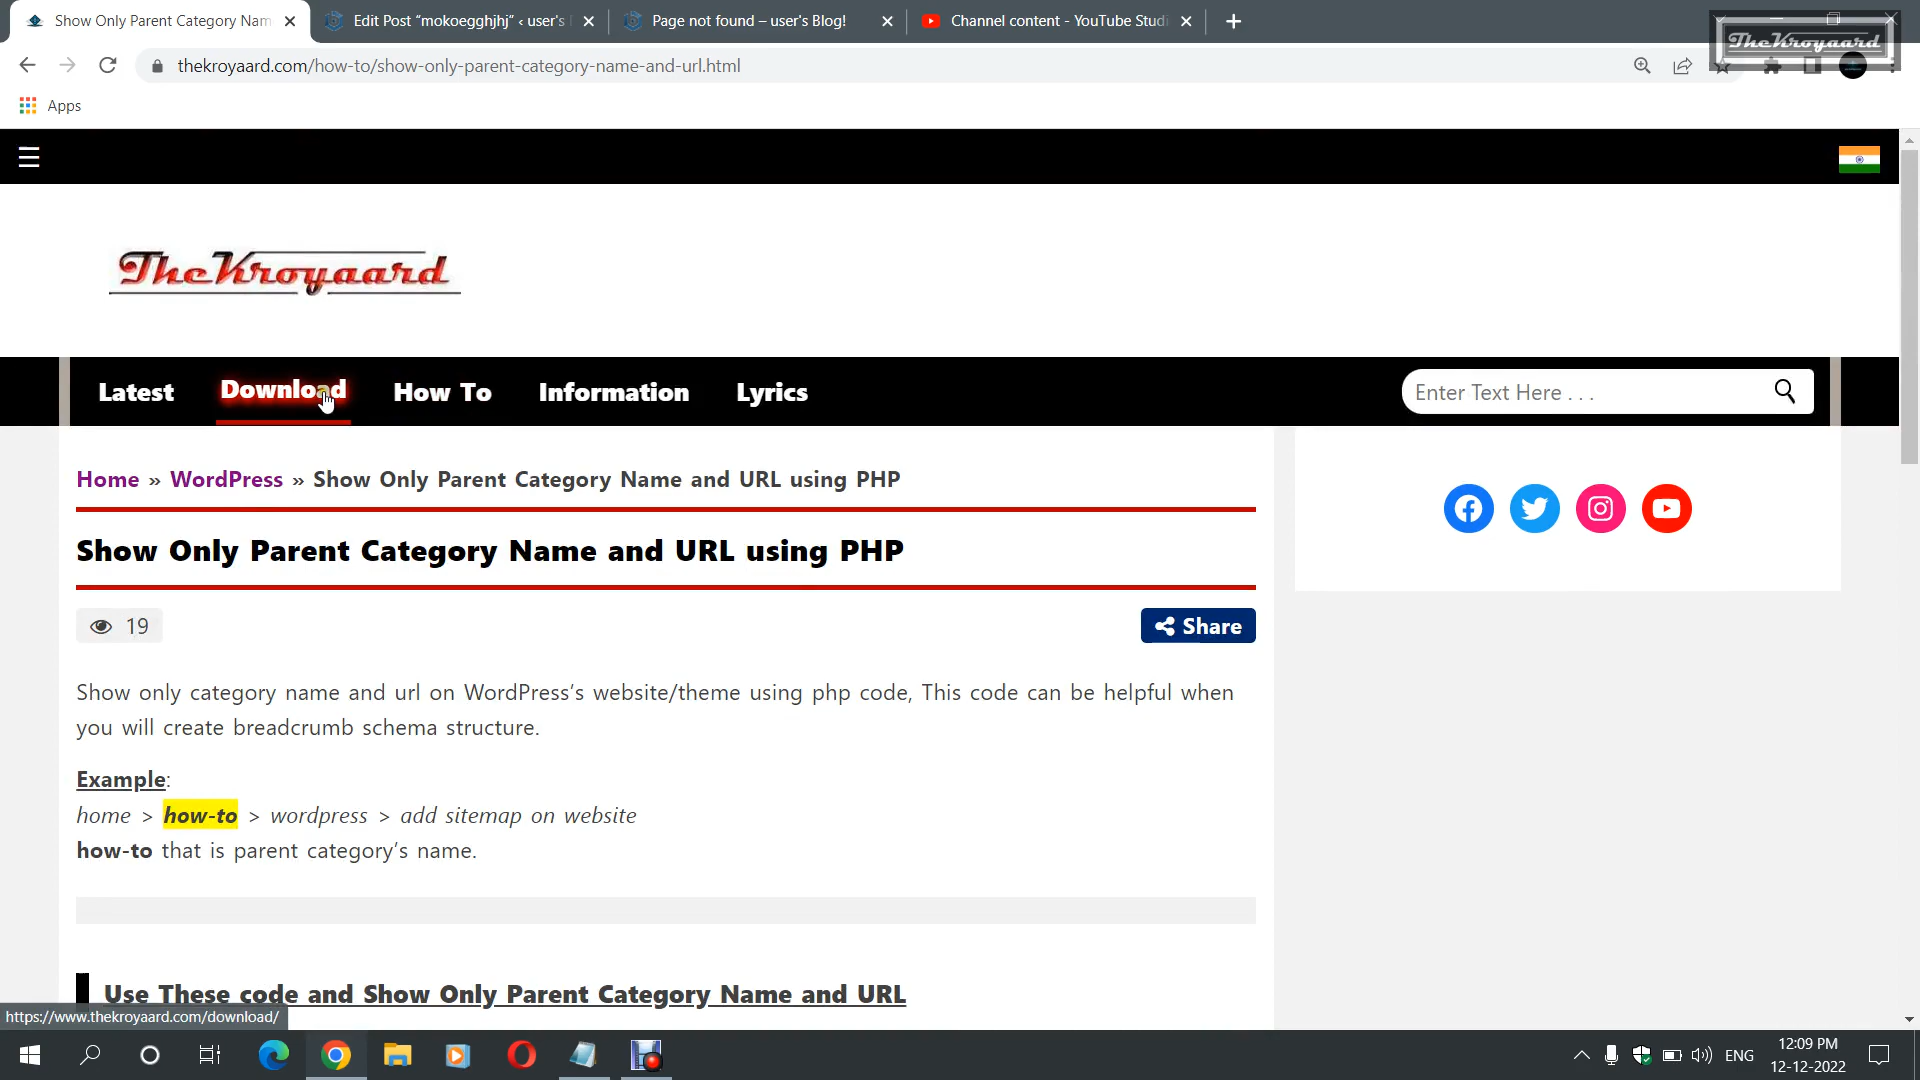 Show Only Parent Category Nam
Edit Post “mokoegghjhj” ‹ user's
Page not found – user's Blog!
Channel content - YouTube Studi
TheKroyaard
thekroyaard.com/how-to/show-only-parent-category-name-and-url.html
Apps
TheKroyaard
Latest
Download
How To
Information
Lyrics
Enter Text Here . . .
Home » WordPress » Show Only Parent Category Name and URL using PHP
Show Only Parent Category Name and URL using PHP
19
Share
Show only category name and url on WordPress’s website/theme using php code, This code can be helpful when
you will create breadcrumb schema structure.
Example:
home > how-to > wordpress > add sitemap on website
how-to that is parent category’s name.
Use These code and Show Only Parent Category Name and URL
https://www.thekroyaard.com/download/
ENG
12:09 PM
12-12-2022